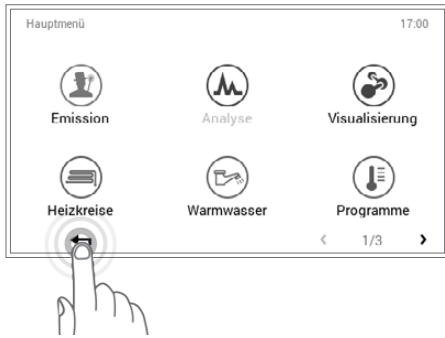 Hauptmenü 17:00
Emission Analyse Visualisierung
Heizkreise Warmwasser Programme
1/3